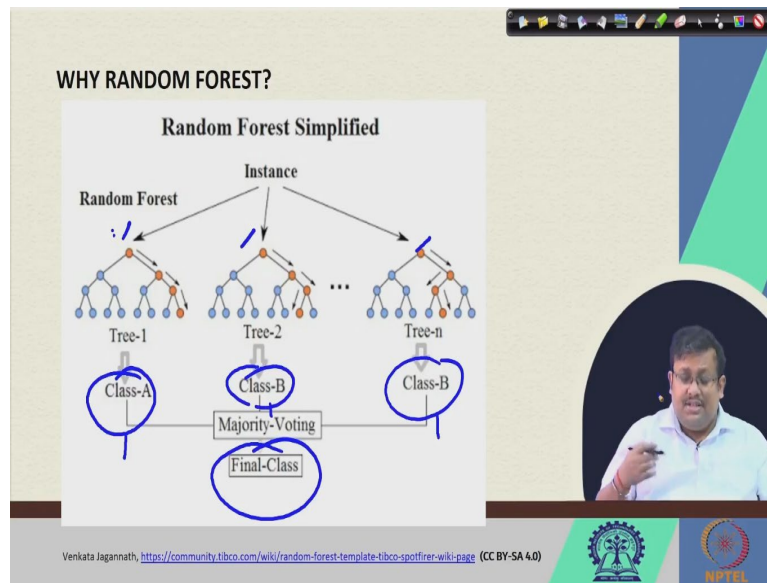 WHY RANDOM FOREST?
Random Forest Simplified
Instance
Random Forest
Tree-1
Tree-2
...
Tree-n
Class-A
Class-B
Class-B
Majority-Voting
Final-Class
Venkata Jagannath, https://community.tibco.com/wiki/random-forest-template-tibco-spotfirer-wiki-page (CC BY-SA 4.0)
NPTEL